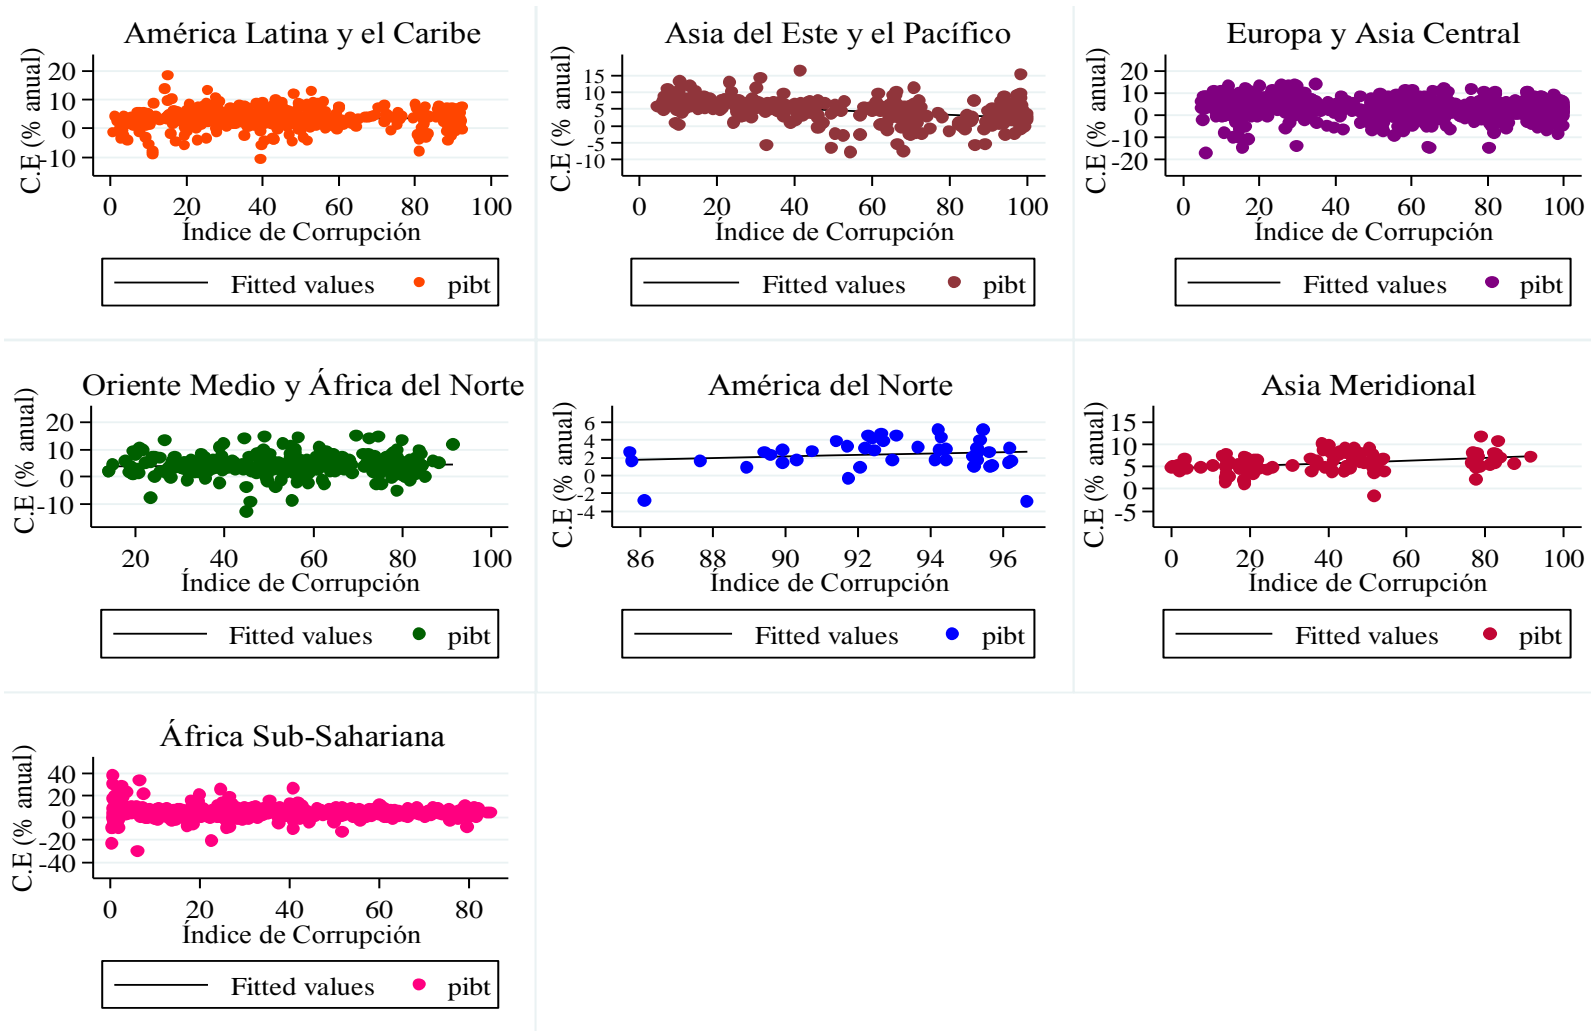 América Latina y el Caribe
C.E (% anual)
20
10
0
-10
0 20 40 60 80 100
Índice de Corrupción
Fitted values pibt
Asia del Este y el Pacífico
C.E (% anual)
15
10
5
0
-5
-10
0 20 40 60 80 100
Índice de Corrupción
Fitted values pibt
Europa y Asia Central
C.E (% anual)
20
10
0
-10
-20
0 20 40 60 80 100
Índice de Corrupción
Fitted values pibt
Oriente Medio y África del Norte
C.E (% anual)
20
10
0
-10
20 40 60 80 100
Índice de Corrupción
Fitted values pibt
América del Norte
C.E (% anual)
6
4
2
0
-2
-4
86 88 90 92 94 96
Índice de Corrupción
Fitted values pibt
Asia Meridional
C.E (% anual)
15
10
5
0
-5
0 20 40 60 80 100
Índice de Corrupción
Fitted values pibt
África Sub-Sahariana
C.E (% anual)
40
20
0
-20
-40
0 20 40 60 80
Índice de Corrupción
Fitted values pibt